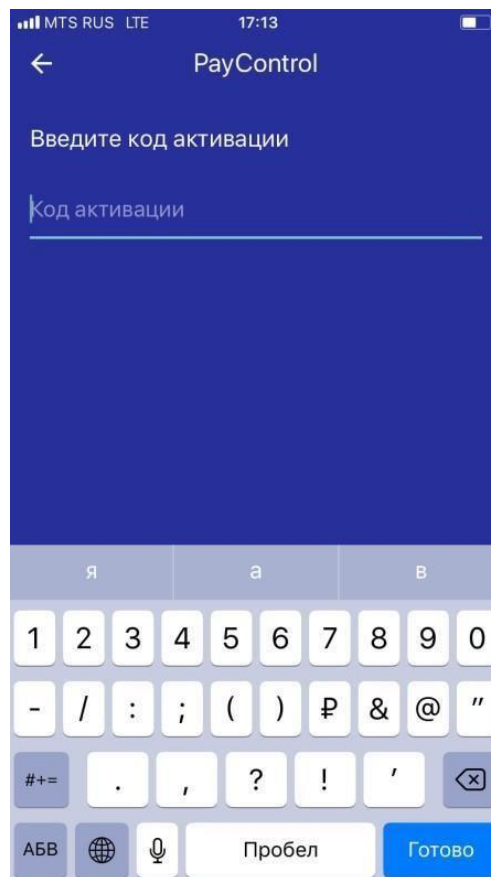 MTS RUS LTE 17:13
PayControl
Введите код активации
Код активации
я а в
1 2 3 4 5 6 7 8 9 0
- / : ; ( ) ₽ & @ "
#+= . , ? ! '
АБВ Пробел Готово